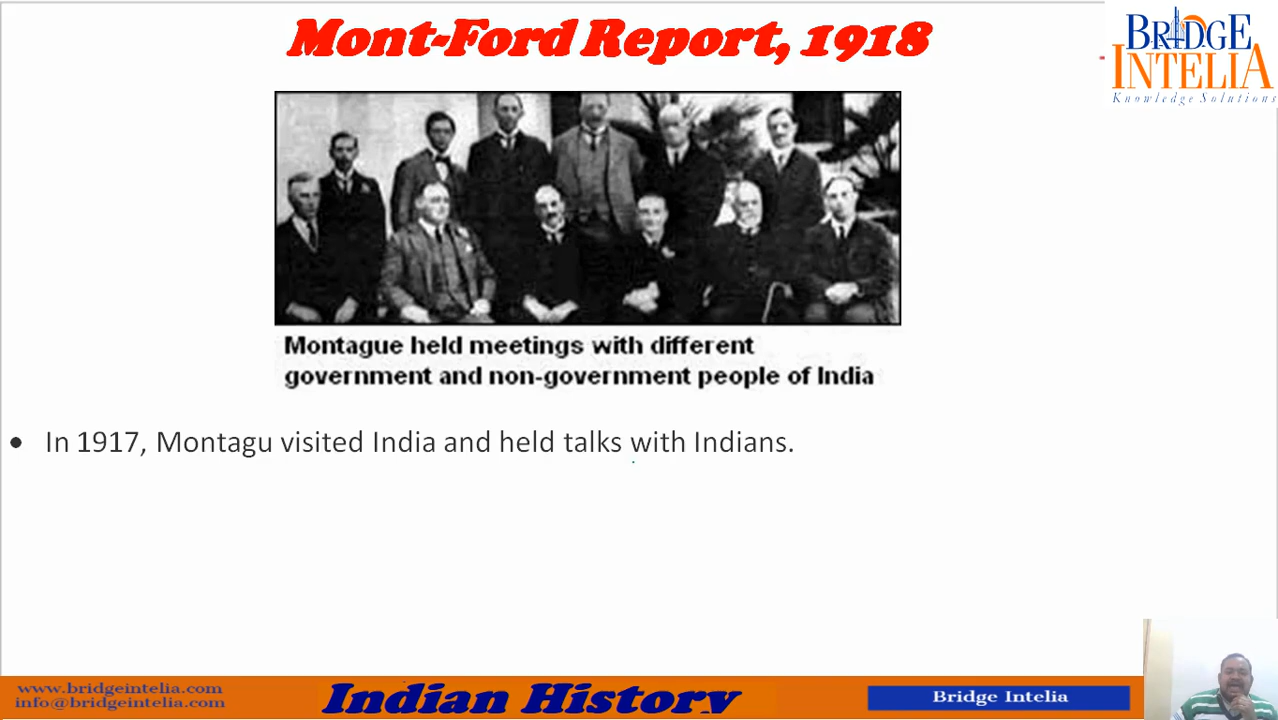 Mont-Ford Report, 1918
BRIDGE
INTELIA
Knowledge Solutions
Montague held meetings with different
government and non-government people of India
• In 1917, Montagu visited India and held talks with Indians.
www.bridgeintelia.com
info@bridgeintelia.com
Indian History
Bridge Intelia